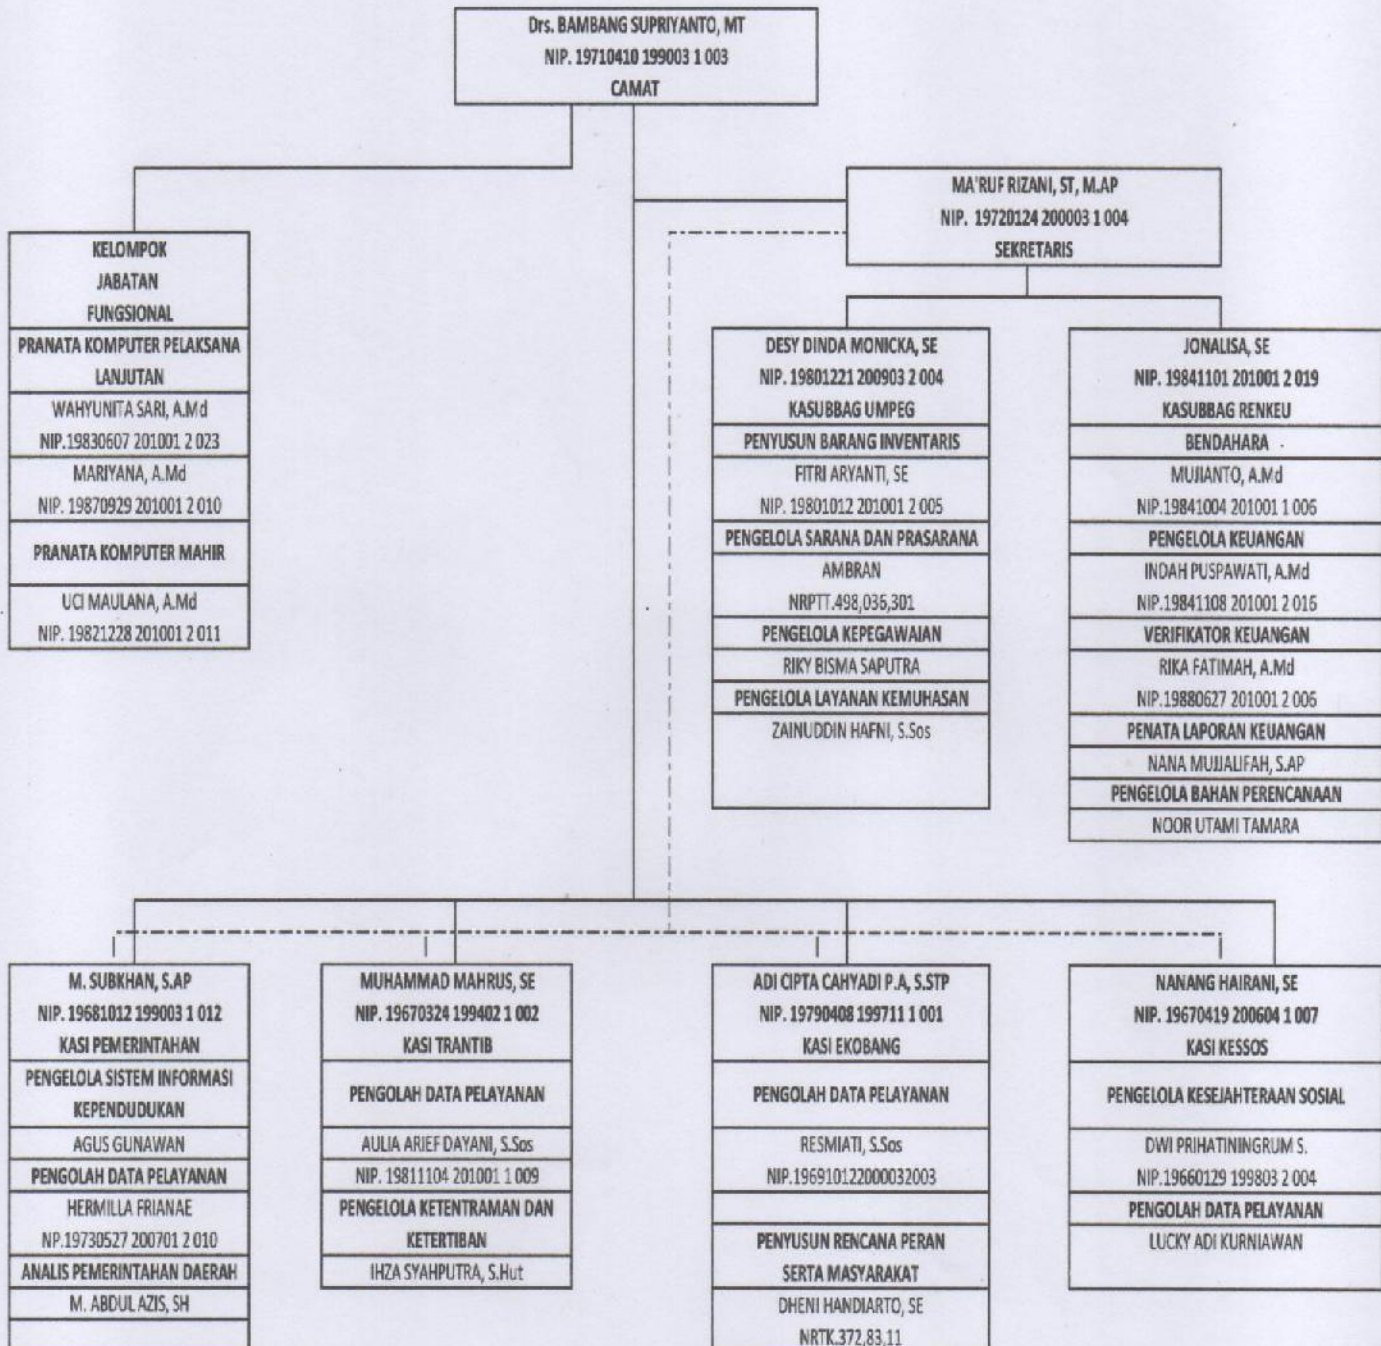 Drs. BAMBANG SUPRIYANTO, MT
NIP. 19710410 199003 1 003
CAMAT
MA'RUF RIZANI, ST, M.AP
NIP. 19720124 200003 1 004
SEKRETARIS
KELOMPOK
JABATAN
FUNGSIONAL
PRANATA KOMPUTER PELAKSANA
LANJUTAN
WAHYUNITA SARI, A.Md
NIP.19830607 201001 2 023
MARIYANA, A.Md
NIP. 19870929 201001 2 010
PRANATA KOMPUTER MAHIR
UCI MAULANA, A.Md
NIP. 19821228 201001 2 011
DESY DINDA MONICKA, SE
NIP. 19801221 200903 2 004
KASUBBAG UMPEG
PENYUSUN BARANG INVENTARIS
FITRI ARYANTI, SE
NIP. 19801012 201001 2 005
PENGELOLA SARANA DAN PRASARANA
AMBRAN
NRPTT.498,036,301
PENGELOLA KEPEGAWAIAN
RIKY BISMA SAPUTRA
PENGELOLA LAYANAN KEMUHASAN
ZAINUDDIN HAFNI, S.Sos
JONALISA, SE
NIP. 19841101 201001 2 019
KASUBBAG RENKEU
BENDAHARA
MUJIANTO, A.Md
NIP.19841004 201001 1 006
PENGELOLA KEUANGAN
INDAH PUSPAWATI, A.Md
NIP.19841108 201001 2 016
VERIFIKATOR KEUANGAN
RIKA FATIMAH, A.Md
NIP.19880627 201001 2 006
PENATA LAPORAN KEUANGAN
NANA MUJJALIFAH, S.AP
PENGELOLA BAHAN PERENCANAAN
NOOR UTAMI TAMARA
M. SUBKHAN, S.AP
NIP. 19681012 199003 1 012
KASI PEMERINTAHAN
PENGELOLA SISTEM INFORMASI
KEPENDUDUKAN
AGUS GUNAWAN
PENGOLAH DATA PELAYANAN
HERMILLA FRIANAE
NP.19730527 200701 2 010
ANALIS PEMERINTAHAN DAERAH
M. ABDUL AZIS, SH
MUHAMMAD MAHRUS, SE
NIP. 19670324 199402 1 002
KASI TRANTIB
PENGOLAH DATA PELAYANAN
AULIA ARIEF DAYANI, S.Sos
NIP. 19811104 201001 1 009
PENGELOLA KETENTRAMAN DAN
KETERTIBAN
IHZA SYAHPUTRA, S.Hut
ADI CIPTA CAHYADI P.A, S.STP
NIP. 19790408 199711 1 001
KASI EKOBANG
PENGOLAH DATA PELAYANAN
RESMIATI, S.Sos
NIP.196910122000032003
PENYUSUN RENCANA PERAN
SERTA MASYARAKAT
DHENI HANDIARTO, SE
NRTK.372,83,11
NANANG HAIRANI, SE
NIP. 19670419 200604 1 007
KASI KESSOS
PENGELOLA KESEJAHTERAAN SOSIAL
DWI PRIHATININGRUM S.
NIP.19660129 199803 2 004
PENGOLAH DATA PELAYANAN
LUCKY ADI KURNIAWAN